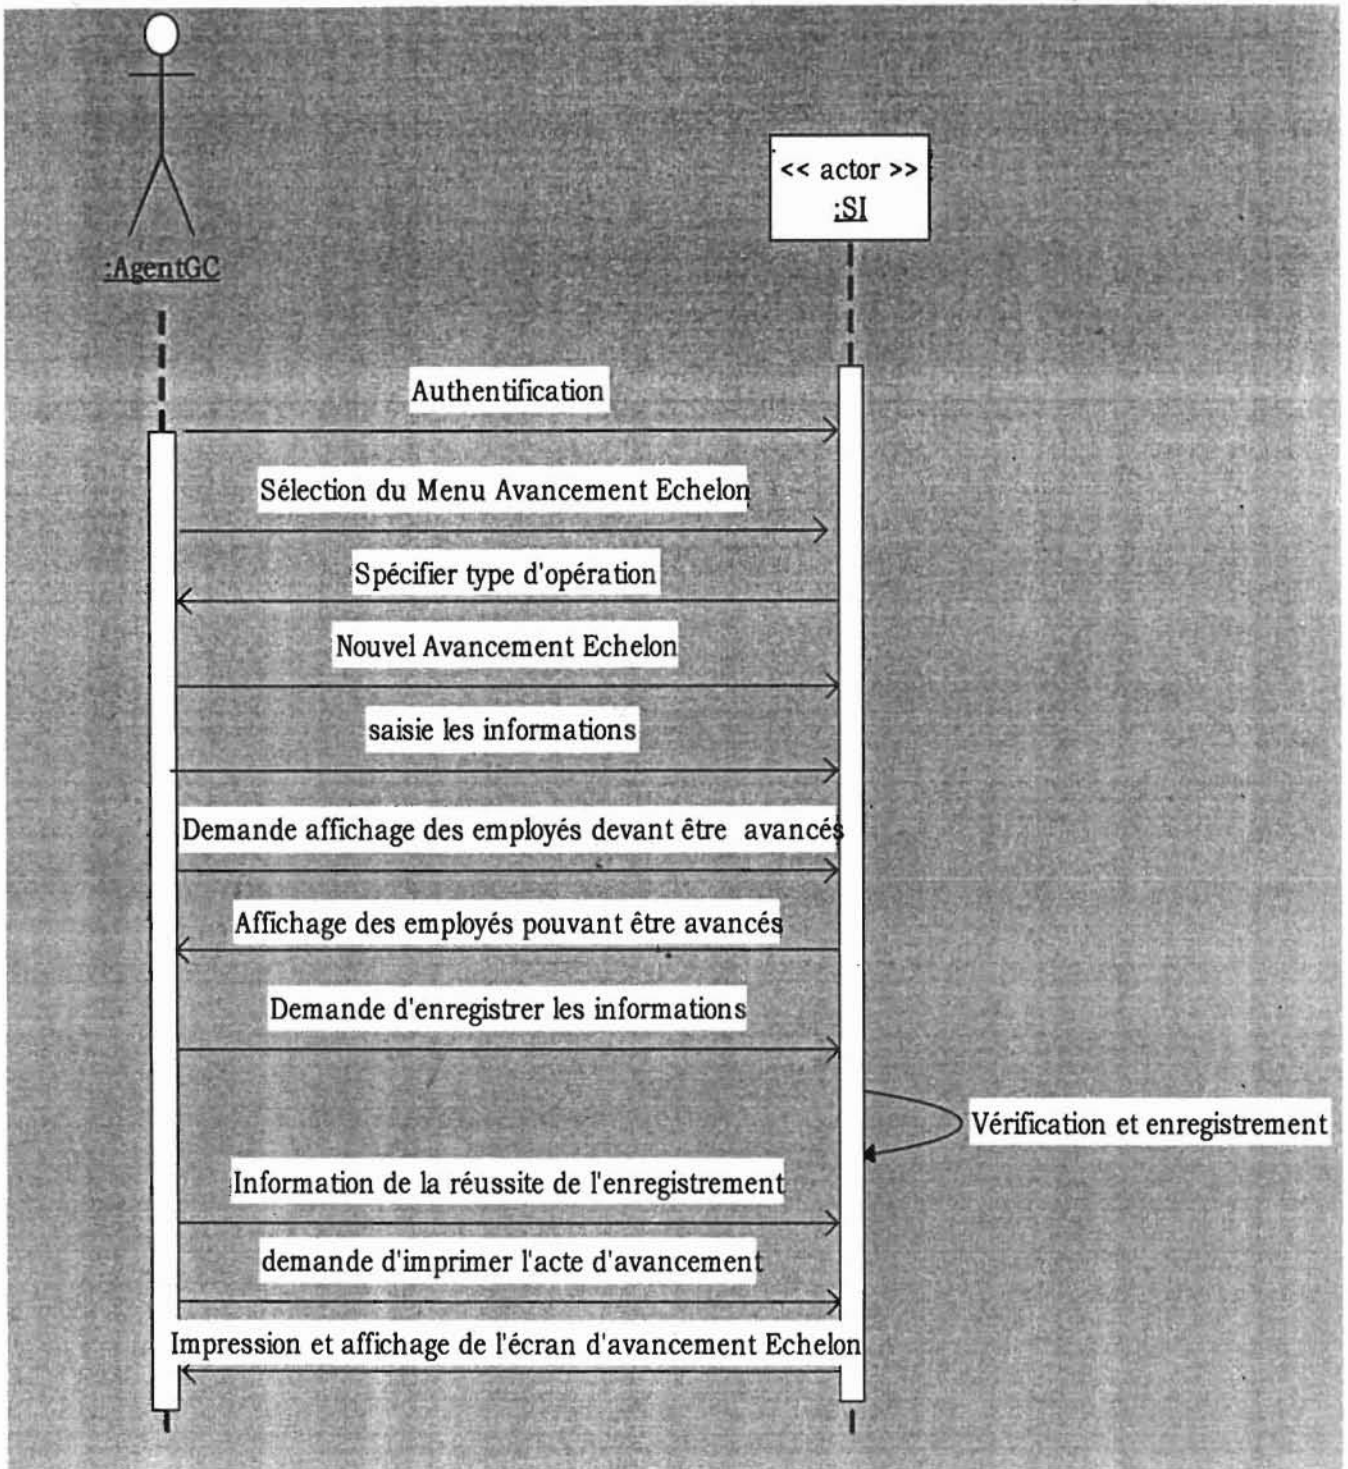 << actor >>
:SI
:AgentGC
Authentification
Sélection du Menu Avancement Echelon
Spécifier type d'opération
Nouvel Avancement Echelon
saisie les informations
Demande affichage des employés devant être avancés
Affichage des employés pouvant être avancés
Demande d'enregistrer les informations
Vérification et enregistrement
Information de la réussite de l'enregistrement
demande d'imprimer l'acte d'avancement
Impression et affichage de l'écran d'avancement Echelon